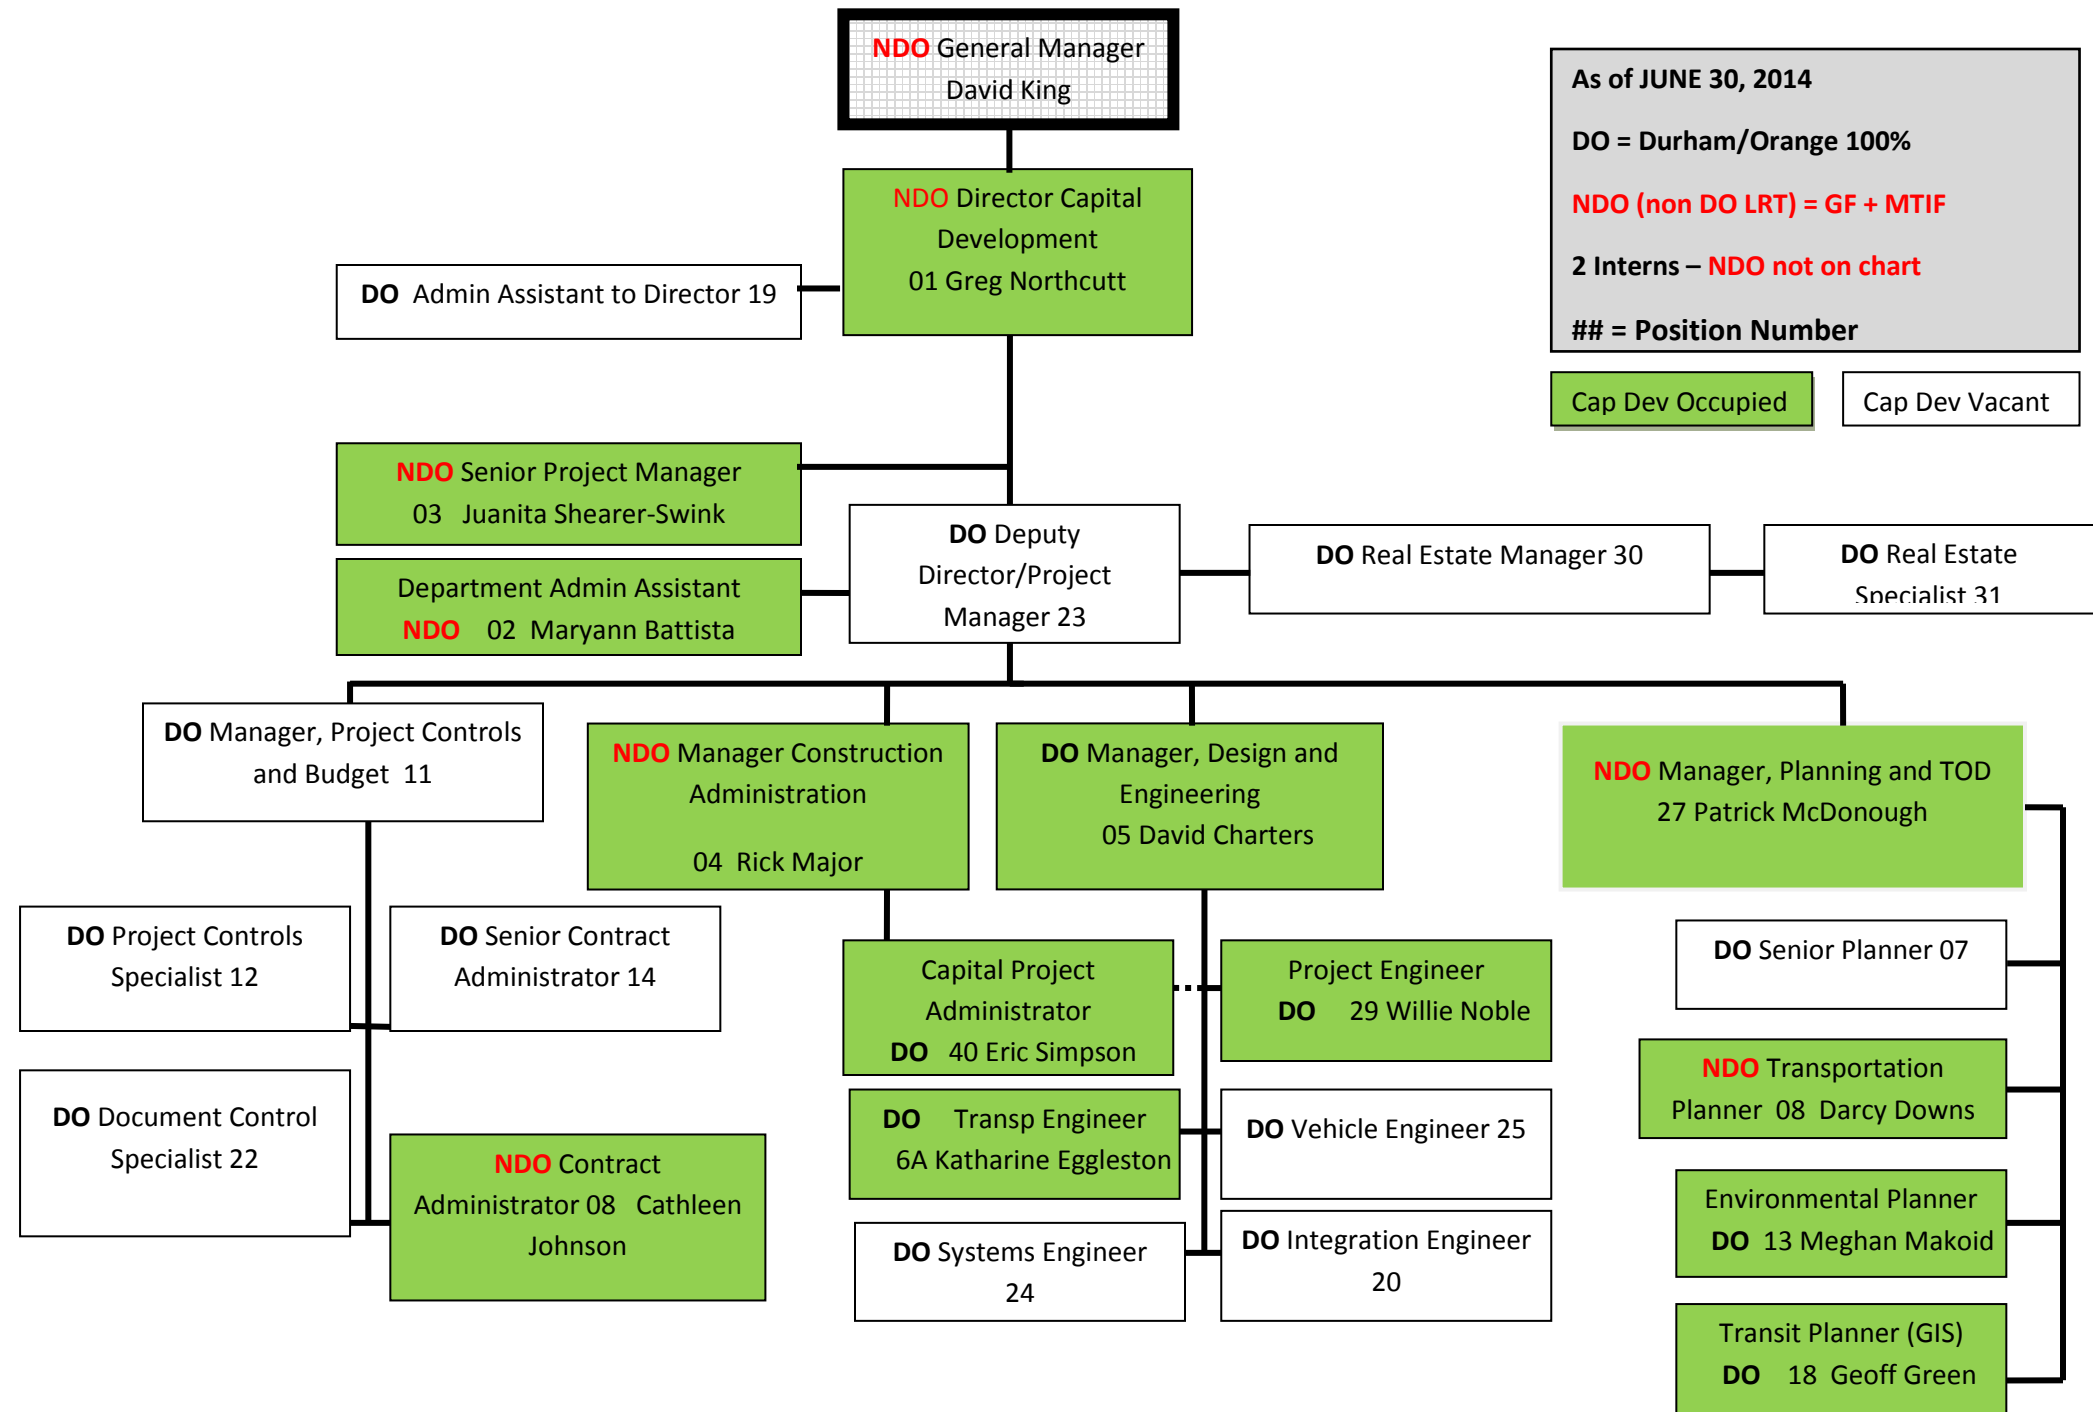 NDO General Manager
David King
As of JUNE 30, 2014
DO = Durham/Orange 100%
NDO (non DO LRT) = GF + MTIF
2 Interns – NDO not on chart
## = Position Number
Cap Dev Occupied
Cap Dev Vacant
NDO Director Capital
Development
01 Greg Northcutt
DO Admin Assistant to Director 19
NDO Senior Project Manager
03 Juanita Shearer-Swink
Department Admin Assistant
NDO 02 Maryann Battista
DO Deputy
Director/Project
Manager 23
DO Real Estate Manager 30
DO Real Estate
Specialist 31
DO Manager, Project Controls
and Budget 11
NDO Manager Construction
Administration
04 Rick Major
DO Manager, Design and
Engineering
05 David Charters
NDO Manager, Planning and TOD
27 Patrick McDonough
DO Project Controls
Specialist 12
DO Senior Contract
Administrator 14
DO Document Control
Specialist 22
NDO Contract
Administrator 08 Cathleen
Johnson
Capital Project
Administrator
DO 40 Eric Simpson
Project Engineer
DO 29 Willie Noble
DO Transp Engineer
6A Katharine Eggleston
DO Vehicle Engineer 25
DO Systems Engineer
24
DO Integration Engineer
20
DO Senior Planner 07
NDO Transportation
Planner 08 Darcy Downs
Environmental Planner
DO 13 Meghan Makoid
Transit Planner (GIS)
DO 18 Geoff Green